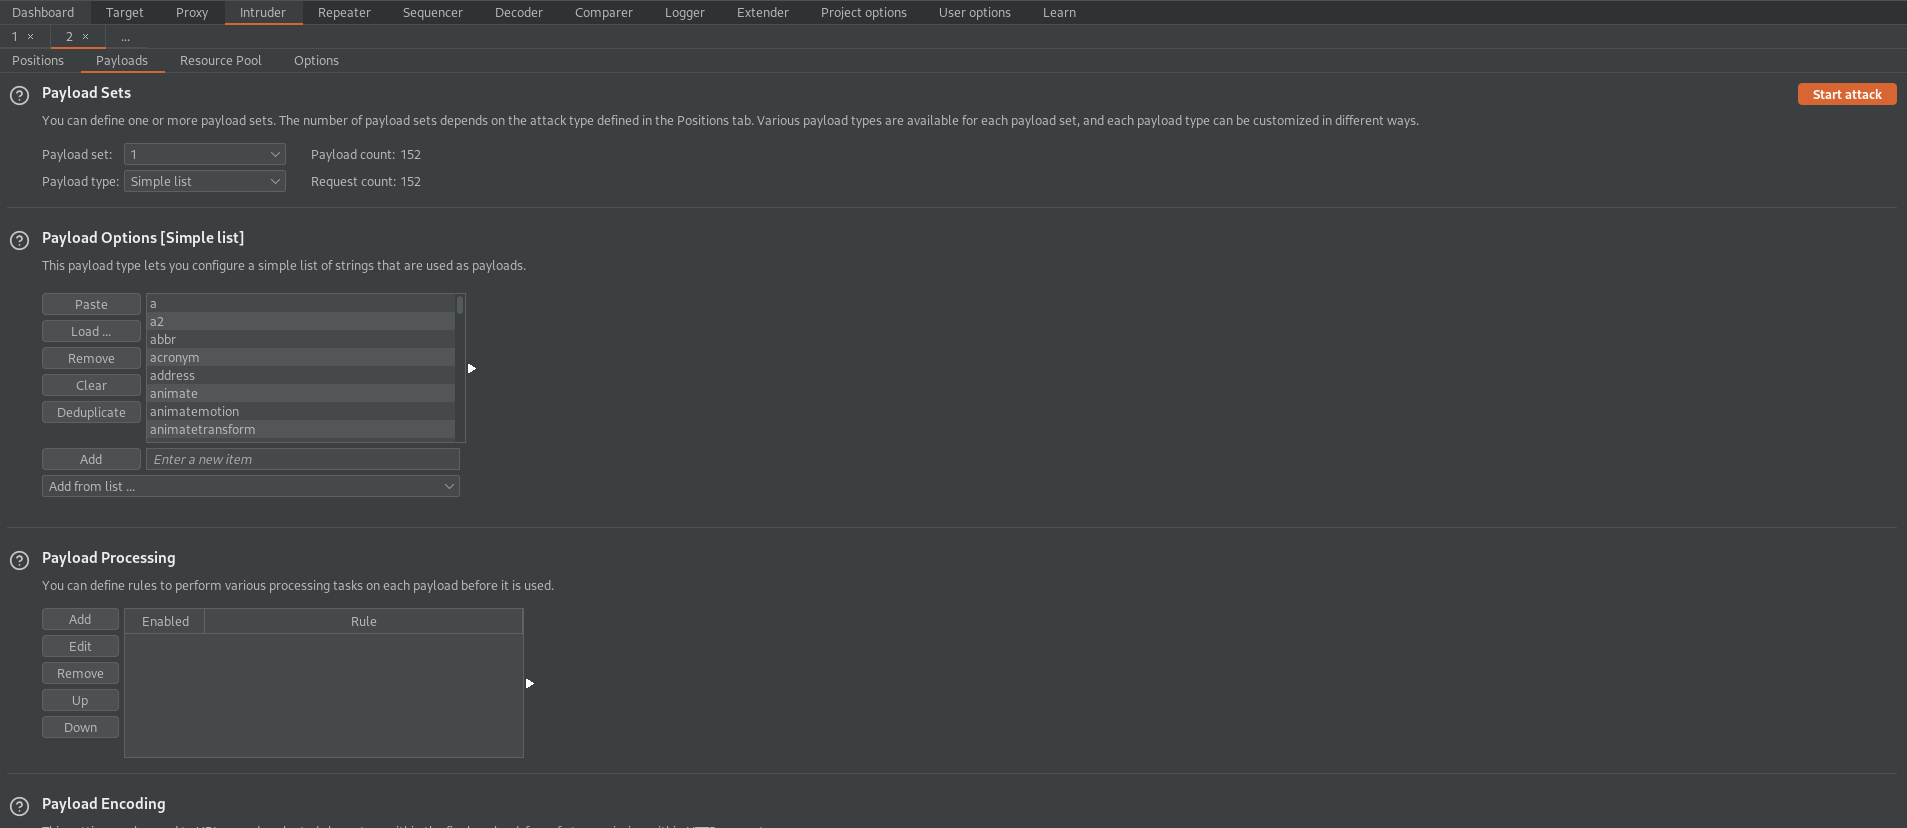 Dashboard Target Proxy Intruder Repeater Sequencer Decoder Comparer Logger Extender Project options User options Learn
1 × 2 × ...
Positions Payloads Resource Pool Options
Payload Sets Start attack
You can define one or more payload sets. The number of payload sets depends on the attack type defined in the Positions tab. Various payload types are available for each payload set, and each payload type can be customized in different ways.
Payload set: 1 Payload count: 152
Payload type: Simple list Request count: 152
Payload Options [Simple list]
This payload type lets you configure a simple list of strings that are used as payloads.
Paste a
a2
Load ... abbr
Remove acronym
address
Clear animate
Deduplicate animatemotion
animatetransform
Add Enter a new item
Add from list ...
Payload Processing
You can define rules to perform various processing tasks on each payload before it is used.
Add Enabled Rule
Edit
Remove
Up
Down
Payload Encoding